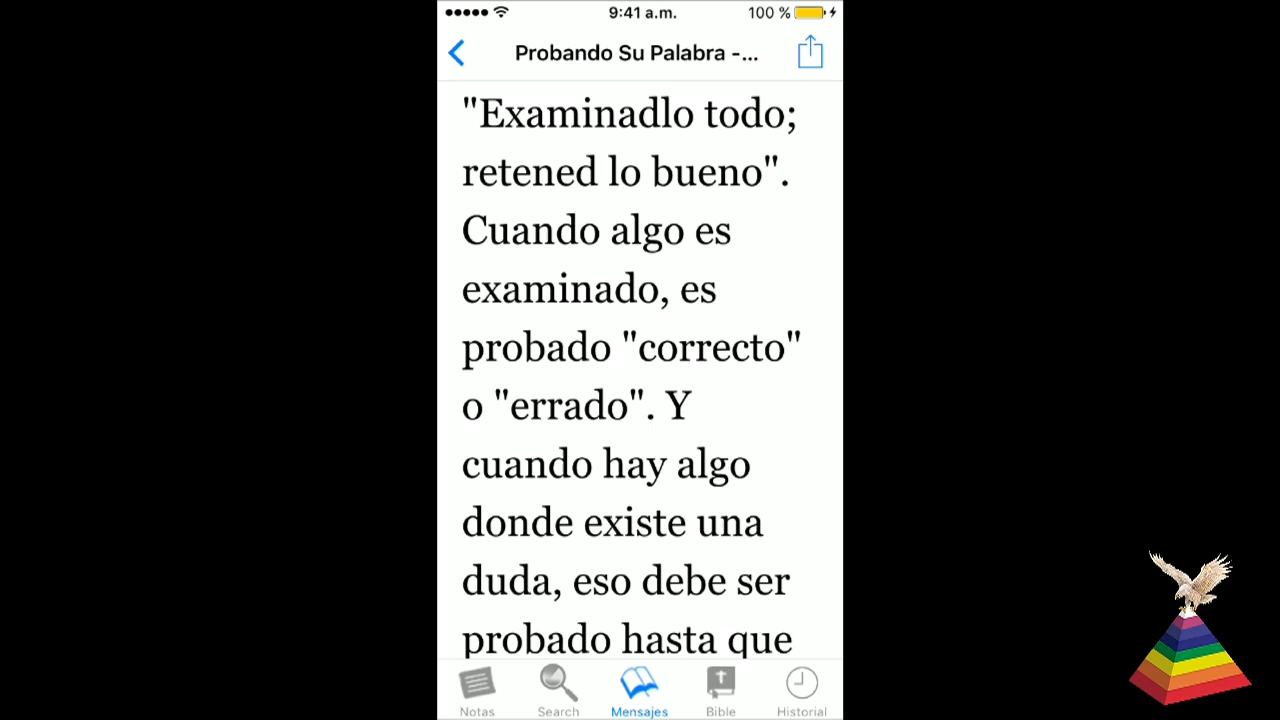 9:41 a.m.
100 %
Probando Su Palabra -...
"Examinadlo todo;
retened lo bueno".
Cuando algo es
examinado, es
probado "correcto"
o "errado". Y
cuando hay algo
donde existe una
duda, eso debe ser
probado hasta que
Notas
Search
Mensajes
Bible
Historial